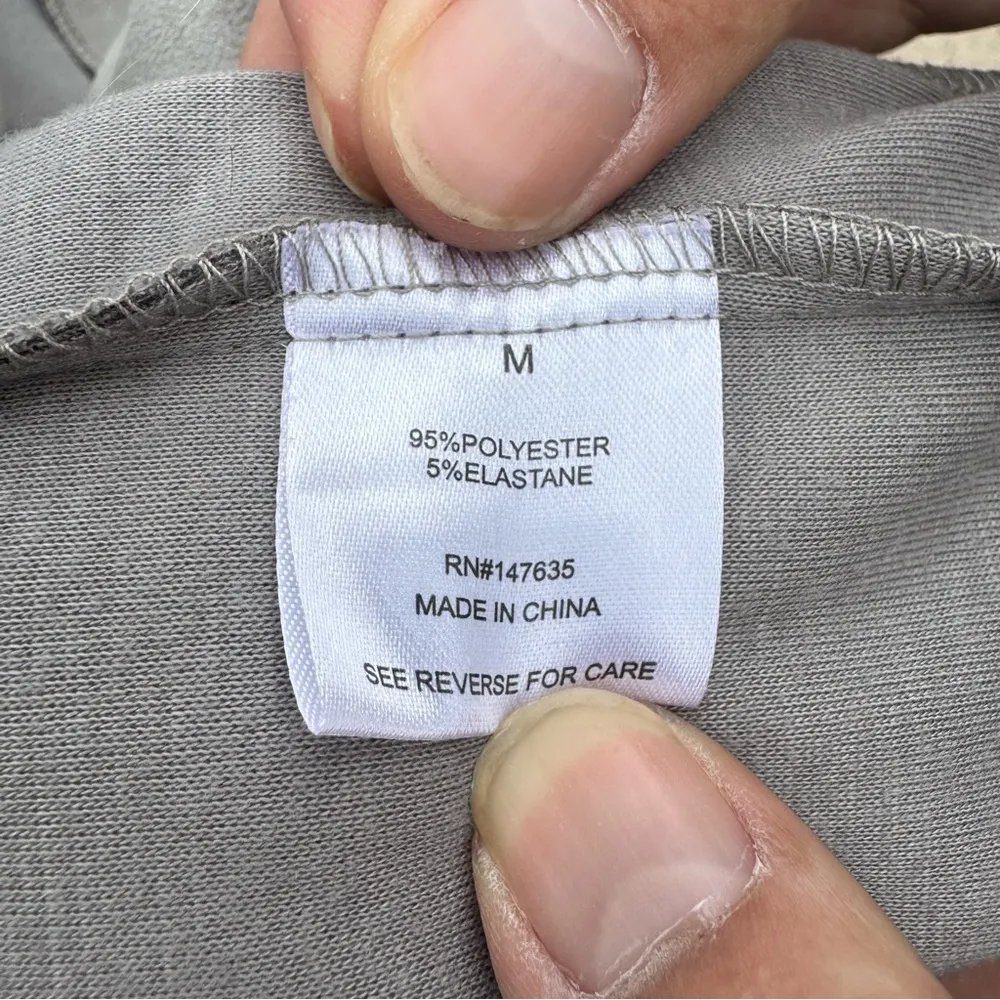 M
95%POLYESTER
5%ELASTANE
RN#147635
MADE IN CHINA
SEE REVERSE FOR CARE